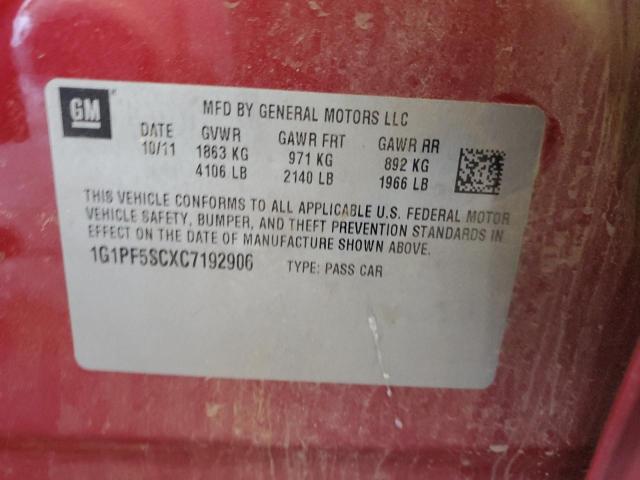 GM
MFD BY GENERAL MOTORS LLC
DATE GVWR GAWR FRT GAWR RR
10/11 1863 KG 971 KG 892 KG
4106 LB 2140 LB 1966 LB
THIS VEHICLE CONFORMS TO ALL APPLICABLE U.S. FEDERAL MOTOR
VEHICLE SAFETY, BUMPER, AND THEFT PREVENTION STANDARDS IN
EFFECT ON THE DATE OF MANUFACTURE SHOWN ABOVE.
1G1PF5SCXC7192906 TYPE: PASS CAR